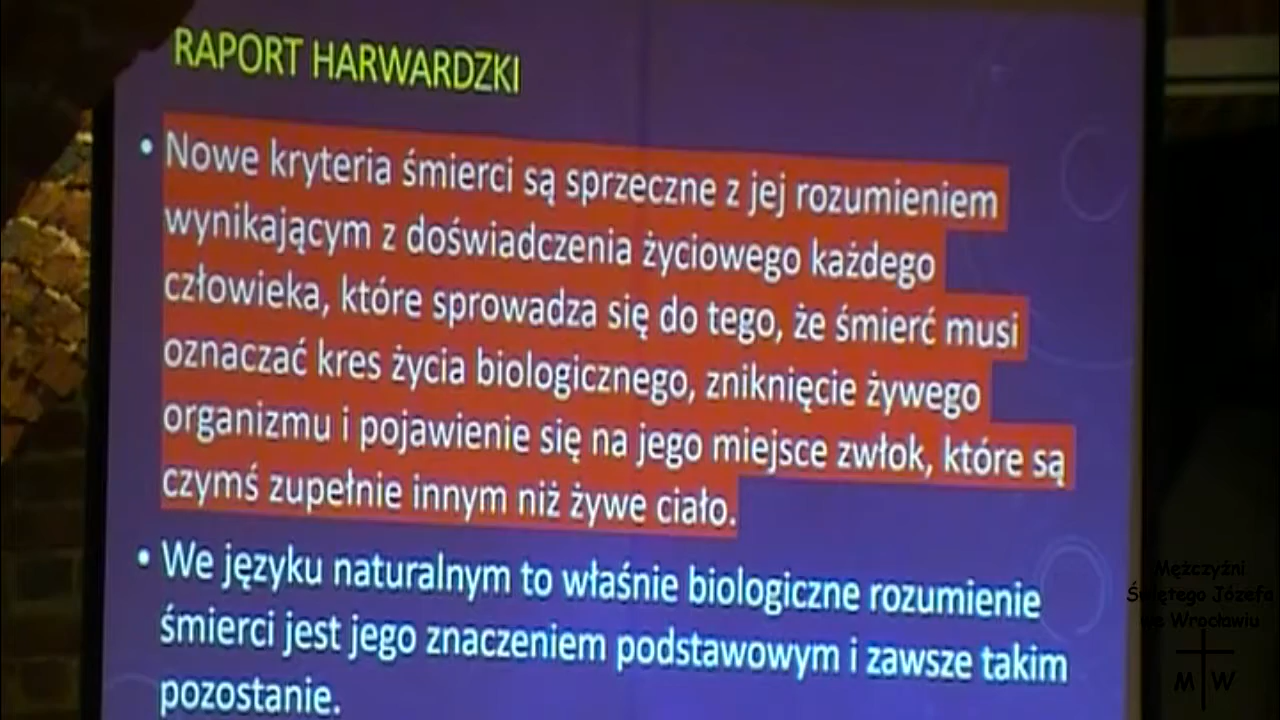 RAPORT HARWARDZKI
• Nowe kryteria śmierci są sprzeczne z jej rozumieniem
wynikającym z doświadczenia życiowego każdego
człowieka, które sprowadza się do tego, że śmierć musi
oznaczać kres życia biologicznego, zniknięcie żywego
organizmu i pojawienie się na jego miejsce zwłok, które są
czymś zupełnie innym niż żywe ciało.
• We języku naturalnym to właśnie biologiczne rozumienie
śmierci jest jego znaczeniem podstawowym i zawsze takim
pozostanie.
Mężczyźni
Świętego Józefa
we Wrocławiu
M W